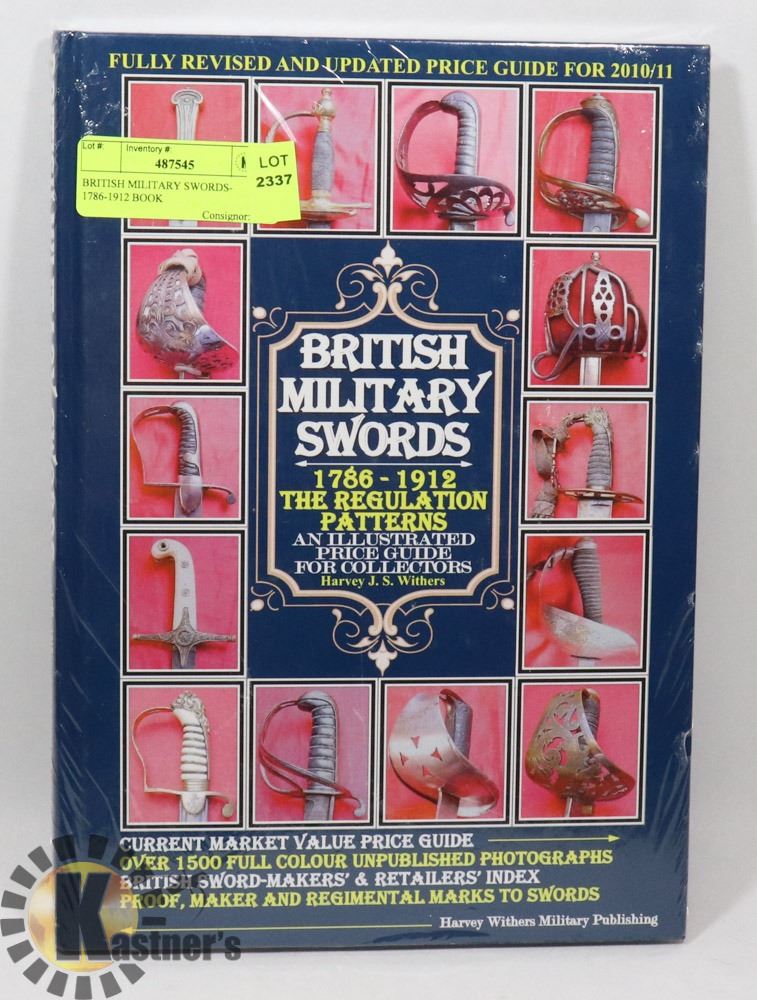 FULLY REVISED AND UPDATED PRICE GUIDE FOR 2010/11
Lot #:
Inventory #:
487545
LOT
2337
BRITISH MILITARY SWORDS-
1786-1912 BOOK
Consignor:
BRITISH
MILITARY
SWORDS
1786 - 1912
THE REGULATION
PATTERNS
AN ILLUSTRATED
PRICE GUIDE
FOR COLLECTORS
Harvey J. S. Withers
CURRENT MARKET VALUE PRICE GUIDE
OVER 1500 FULL COLOUR UNPUBLISHED PHOTOGRAPHS
BRITISH SWORD-MAKERS' & RETAILERS' INDEX
PROOF, MAKER AND REGIMENTAL MARKS TO SWORDS
Harvey Withers Military Publishing
Kastner's